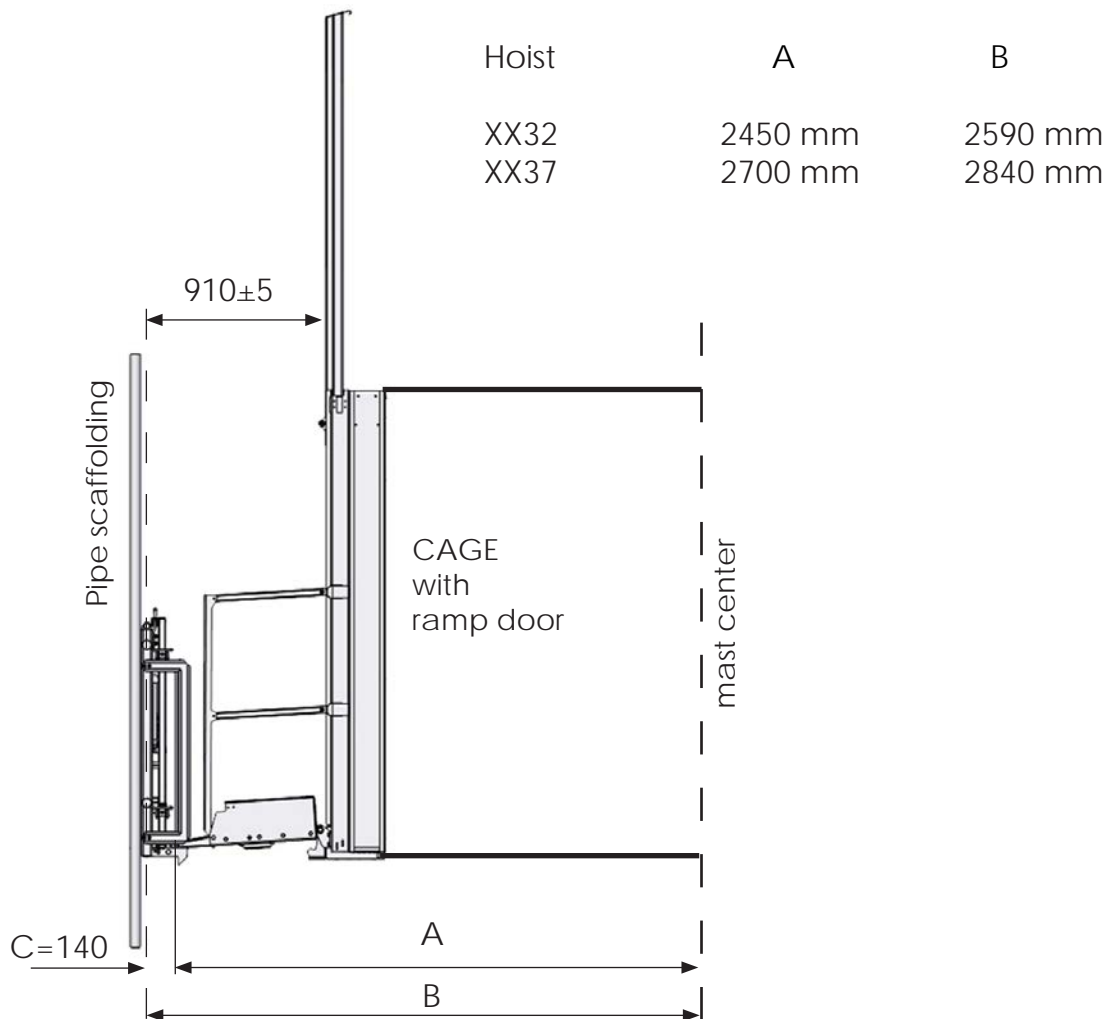 Hoist A B
XX32 2450 mm 2590 mm
XX37 2700 mm 2840 mm
910±5
Pipe scaffolding
CAGE
with
ramp door
mast center
C=140
A
B